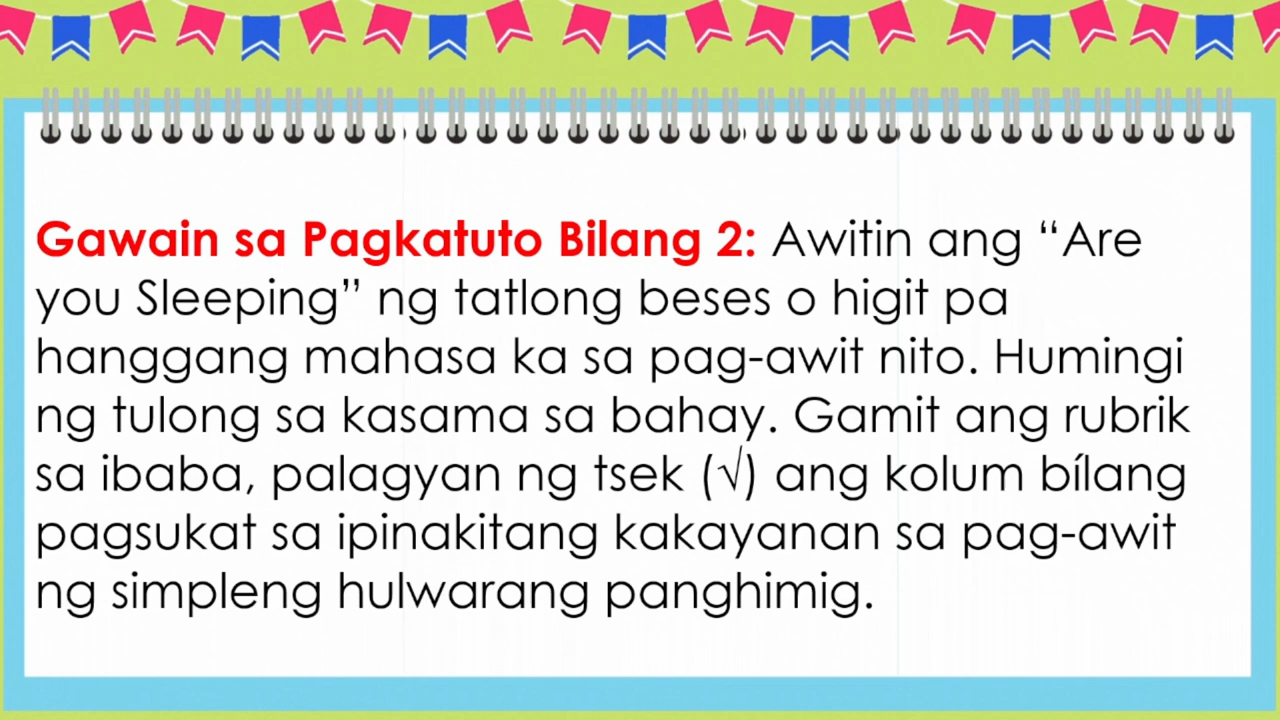 Gawain sa Pagkatuto Bilang 2: Awitin ang “Are
you Sleeping” ng tatlong beses o higit pa
hanggang mahasa ka sa pag-awit nito. Humingi
ng tulong sa kasama sa bahay. Gamit ang rubrik
sa ibaba, palagyan ng tsek (√) ang kolum bílang
pagsukat sa ipinakitang kakayanan sa pag-awit
ng simpleng hulwarang panghimig.